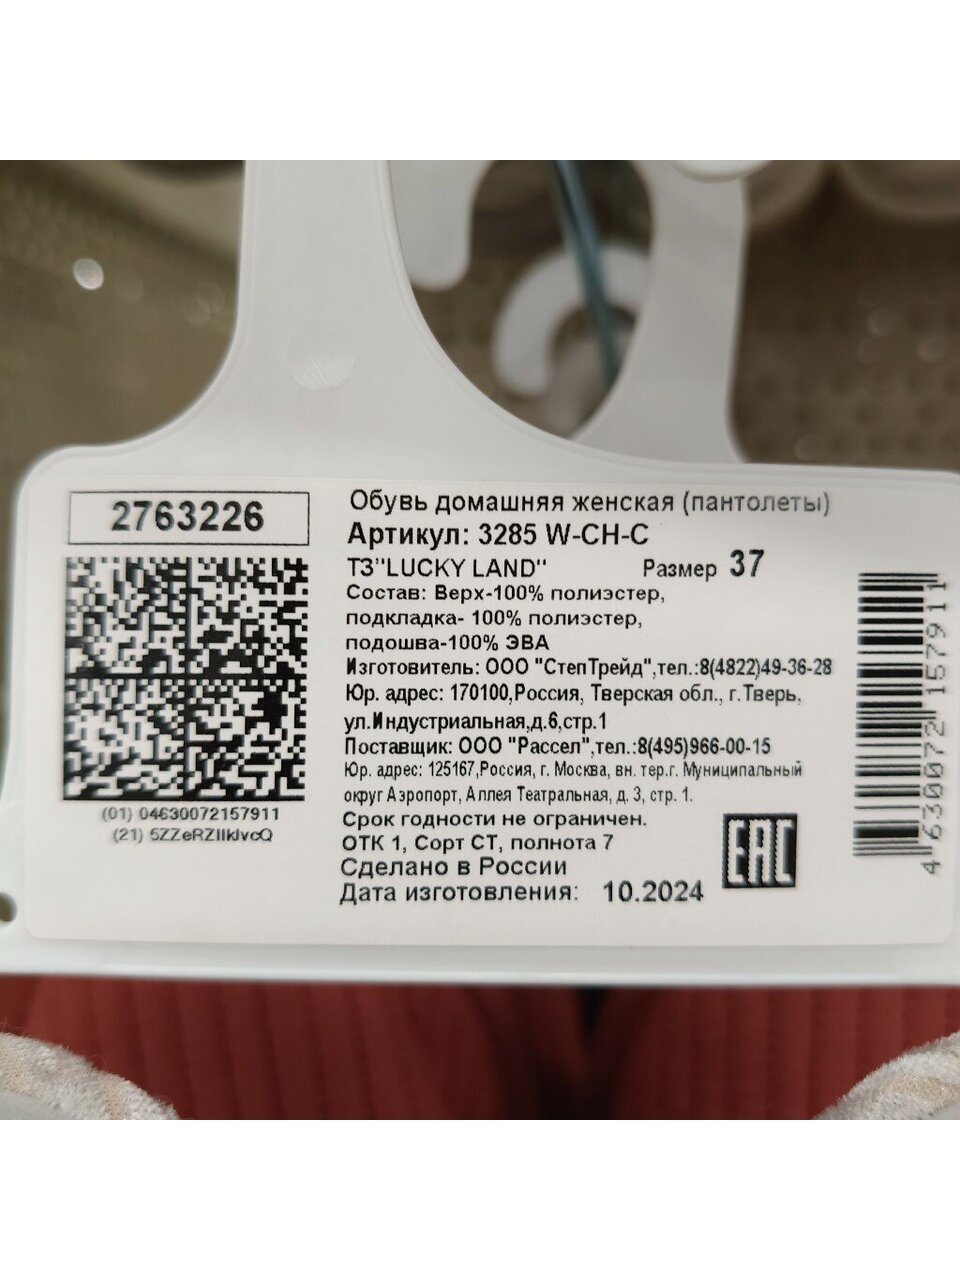 2763226
(01) 04630072157911
Обувь домашняя женская (пантолеты)
Артикул: 3285 W-CH-C
ТЗ"LUCKY LAND" Размер 37
Состав: Верх-100% полиэстер,
подкладка- 100% полиэстер,
подошва-100% ЭВА
Изготовитель: ООО "СтепТрейд",тел.:8(4822)49-36-28
Юр. адрес: 170100,Россия, Тверская обл., г.Тверь,
ул.Индустриальная,д.6,стр.1
Поставщик: ООО "Рассел",тел.:8(495)966-00-15
Юр. адрес: 125167,Россия, г. Москва, вн. тер.г. Муниципальный
округ Аэропорт, Аллея Театральная, д. 3, стр. 1.
Срок годности не ограничен.
ОТК 1, Сорт СТ, полнота 7
Сделано в России
Дата изготовления: 10.2024
EAC
4 630072 157911